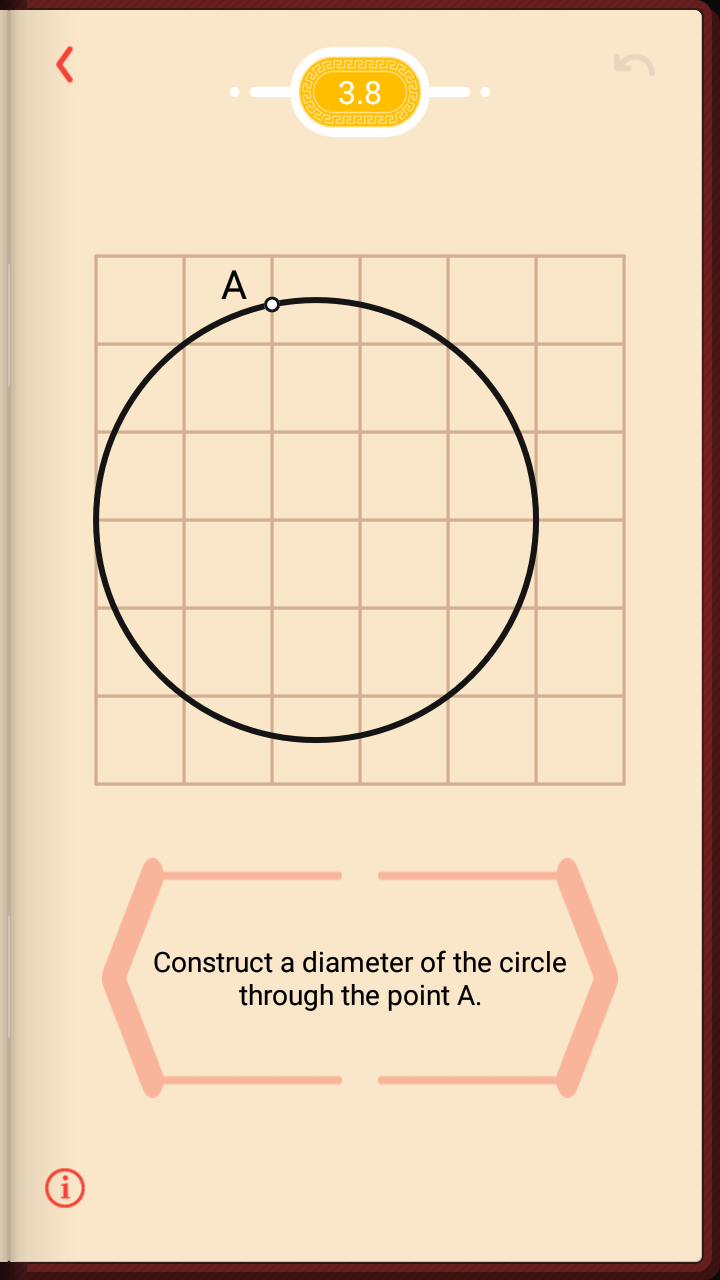 3.8
A
Construct a diameter of the circle
through the point A.
i